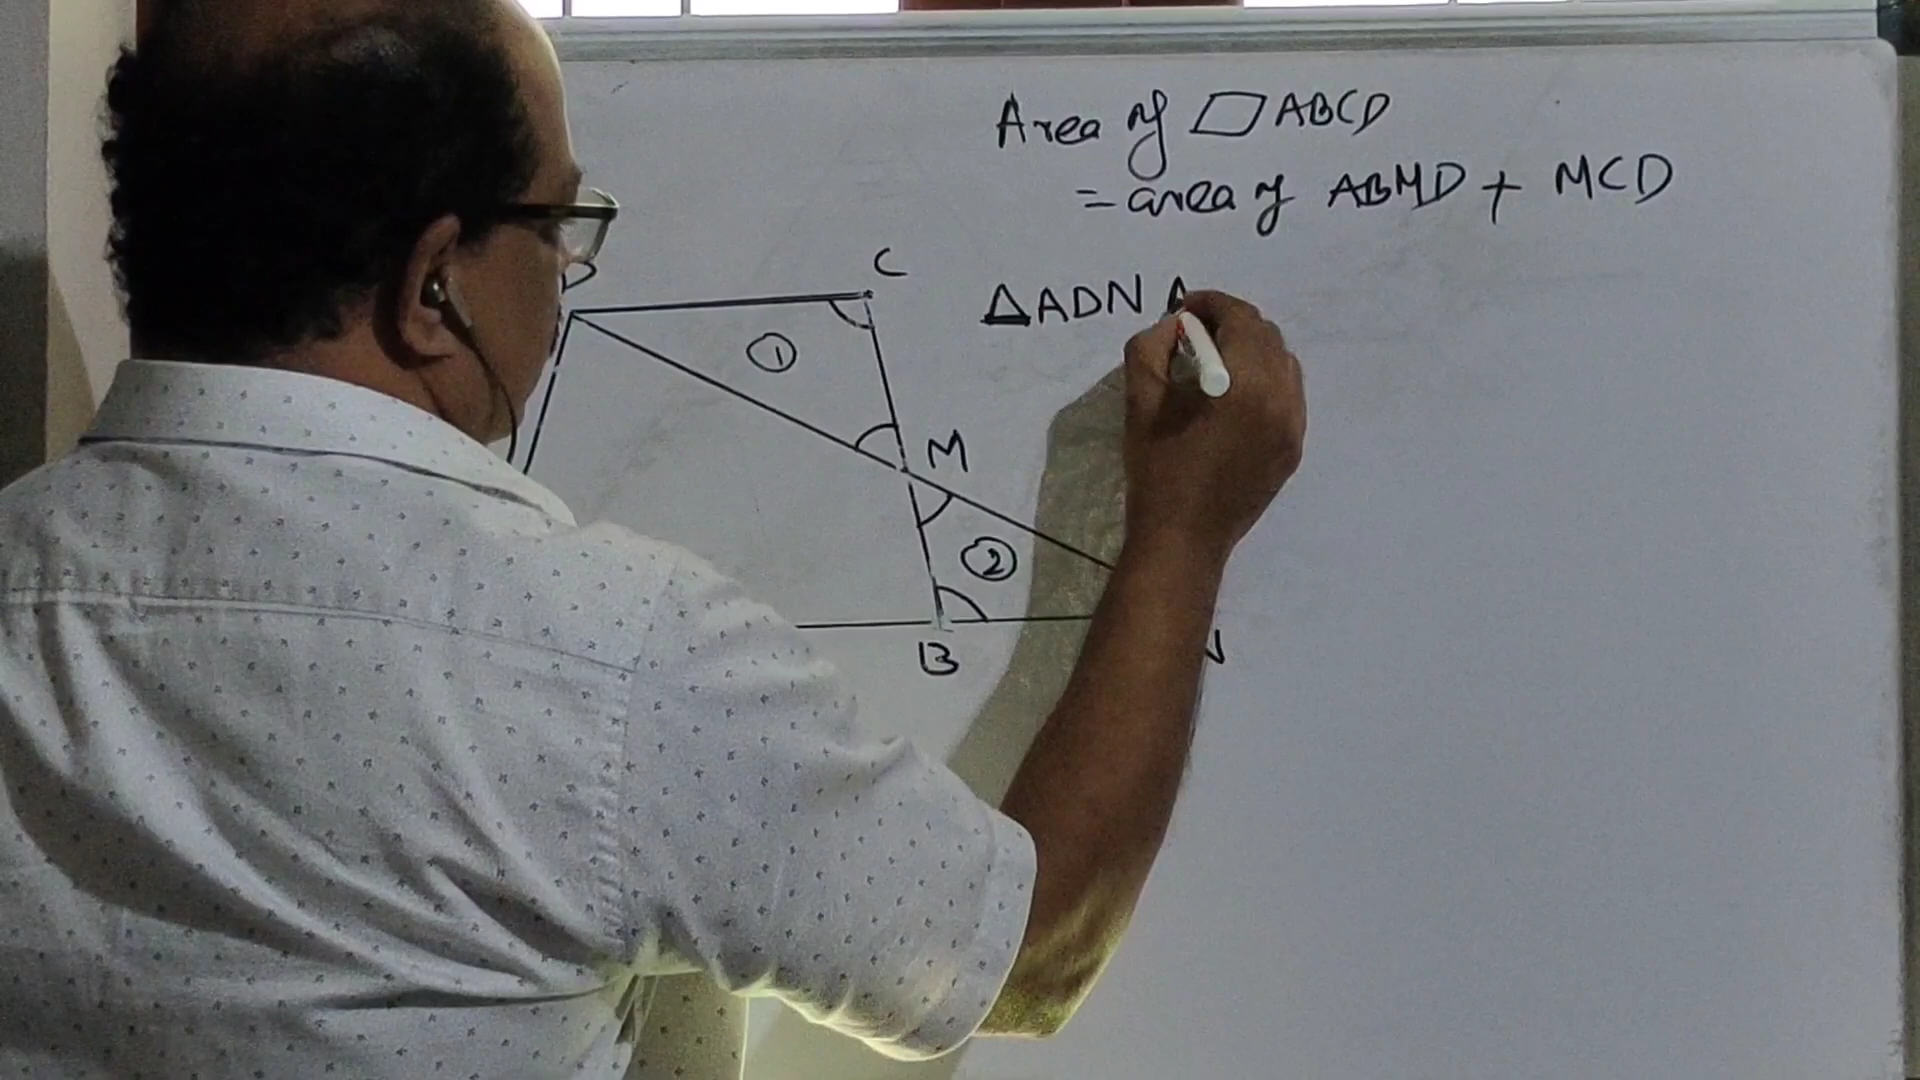 Area of ▱ ABCD
= area of ABMD + MCD
C
△ADN A
1
M
2
B